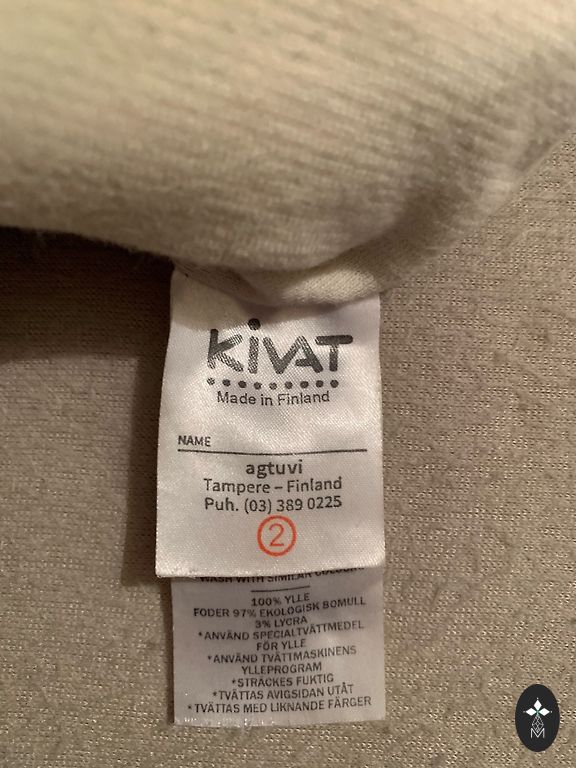 KiVAT
Made in Finland
NAME
agtuvi
Tampere – Finland
Puh. (03) 389 0225
2
WASH WITH SIMILAR COLOURS
100% YLLE
FODER 97% EKOLOGISK BOMULL
3% LYCRA
*ANVÄND SPECIALTVÄTTMEDEL
FÖR YLLE
*ANVÄND TVÄTTMASKINENS
YLLEPROGRAM
*STRÄCKES FUKTIG
*TVÄTTAS AVIGSIDAN UTÅT
*TVÄTTAS MED LIKNANDE FÄRGER
M